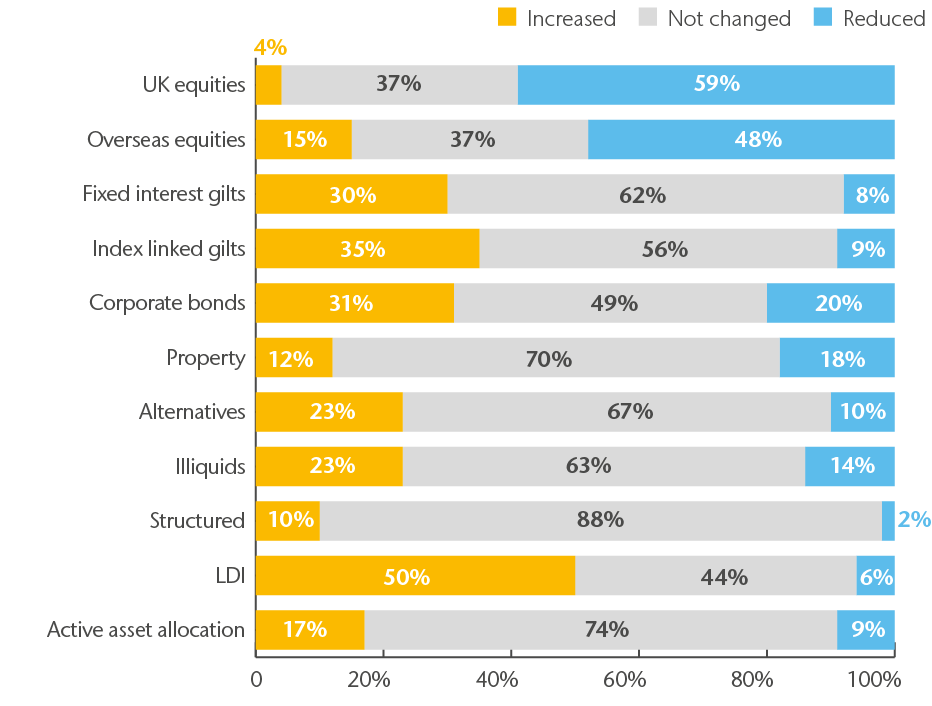 Increased Not changed Reduced
4%
UK equities 37% 59%
Overseas equities 15% 37% 48%
Fixed interest gilts 30% 62% 8%
Index linked gilts 35% 56% 9%
Corporate bonds 31% 49% 20%
Property 12% 70% 18%
Alternatives 23% 67% 10%
Illiquids 23% 63% 14%
Structured 10% 88% 2%
LDI 50% 44% 6%
Active asset allocation 17% 74% 9%
0 20% 40% 60% 80% 100%